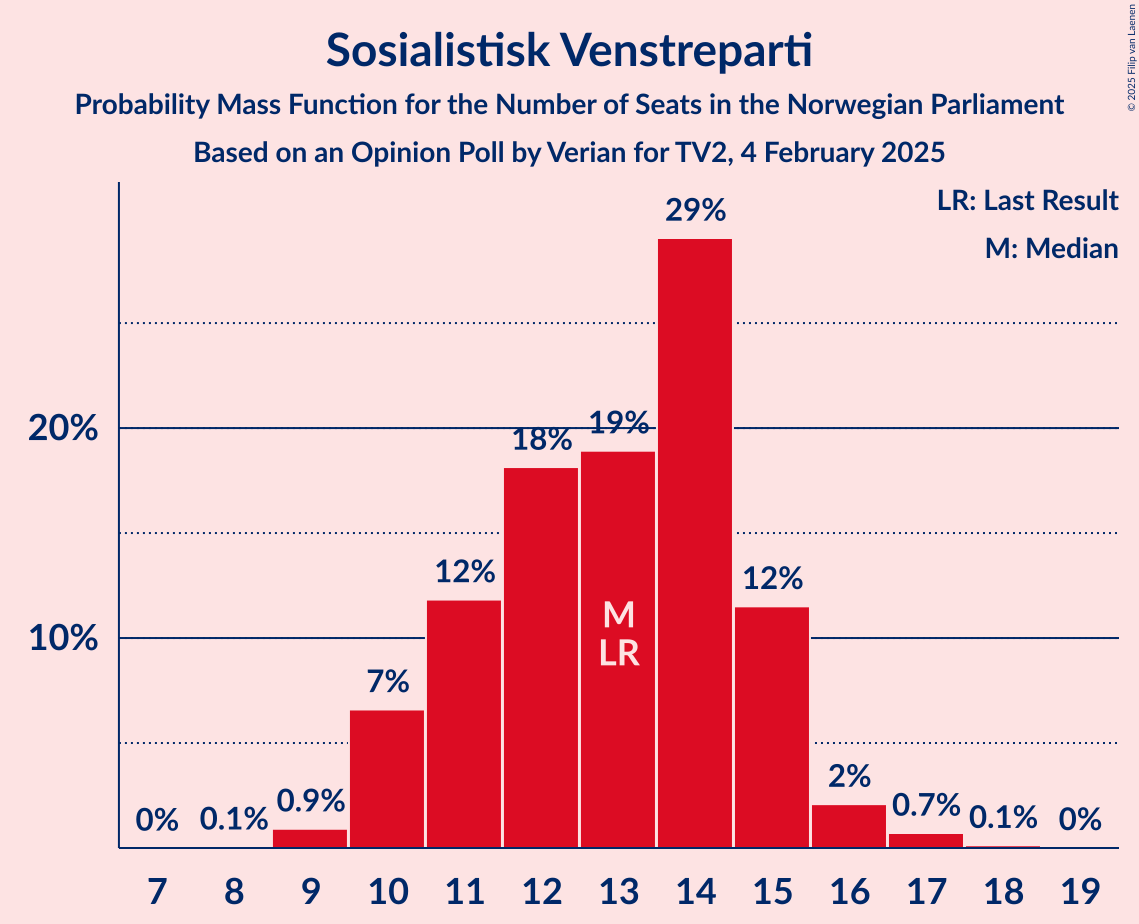 Sosialistisk Venstreparti
Probability Mass Function for the Number of Seats in the Norwegian Parliament
Based on an Opinion Poll by Verian for TV2, 4 February 2025
© 2025 Filip van Laenen
LR: Last Result
M: Median
20%
10%
0%
0.1%
0.9%
7%
12%
18%
19%
29%
12%
2%
0.7%
0.1%
0%
M
LR
7 8 9 10 11 12 13 14 15 16 17 18 19